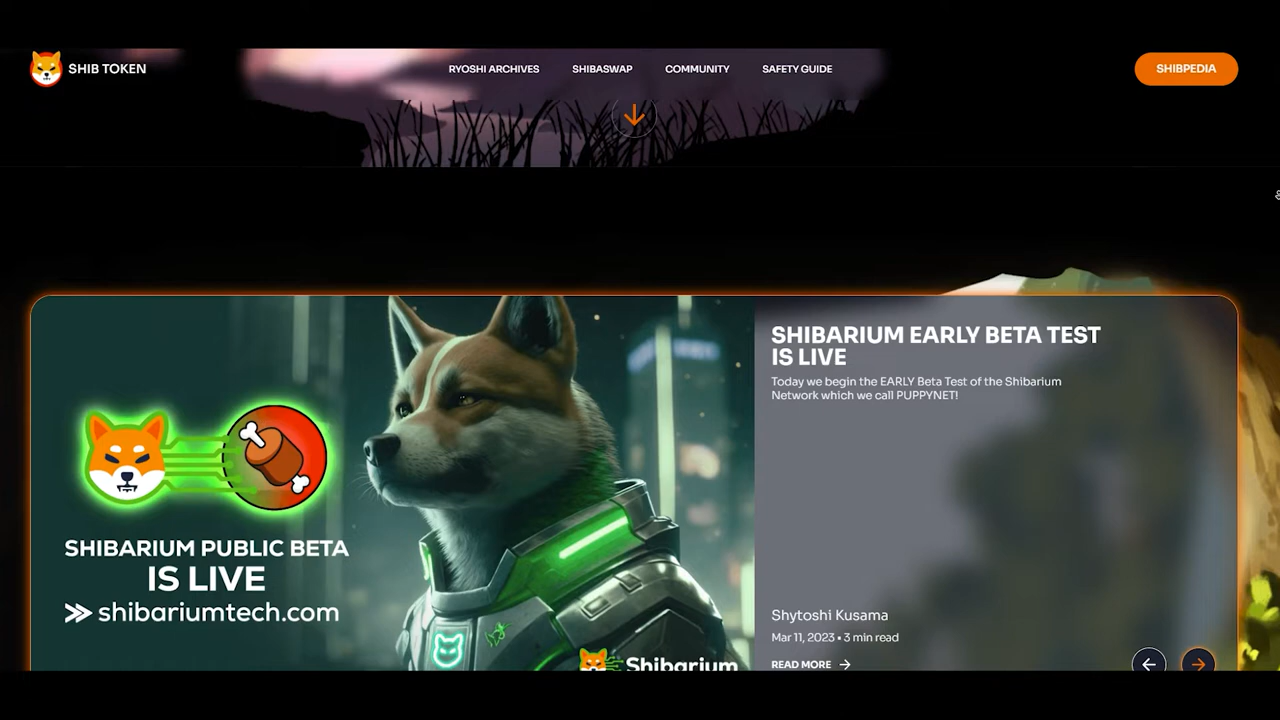 SHIB TOKEN
RYOSHI ARCHIVES
SHIBASWAP
COMMUNITY
SAFETY GUIDE
SHIBPEDIA
SHIBARIUM PUBLIC BETA
IS LIVE
shibariumtech.com
Shibarium
SHIBARIUM EARLY BETA TEST
IS LIVE
Today we begin the EARLY Beta Test of the Shibarium
Network which we call PUPPYNET!
Shytoshi Kusama
Mar 11, 2023 • 3 min read
READ MORE